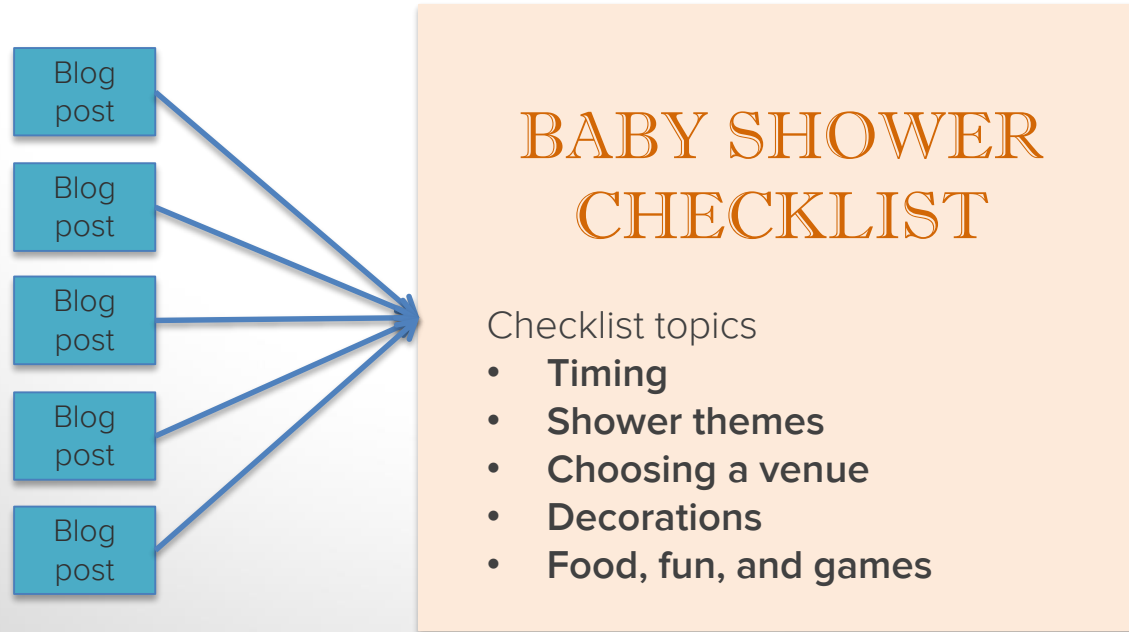 Blog
post
Blog
post
Blog
post
Blog
post
Blog
post
BABY SHOWER
CHECKLIST
Checklist topics
• Timing
• Shower themes
• Choosing a venue
• Decorations
• Food, fun, and games